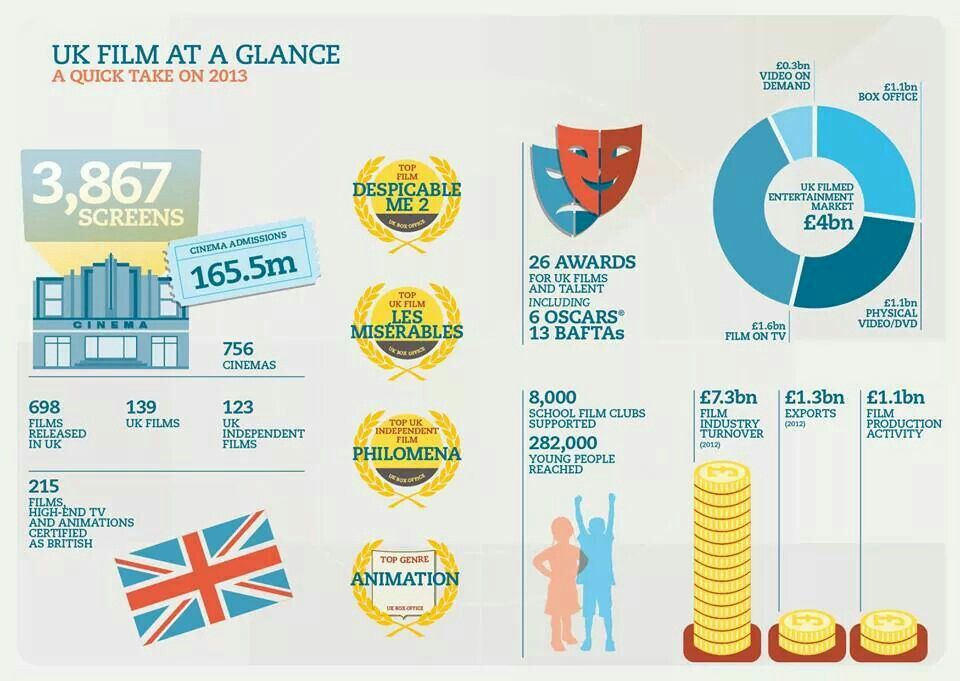 UK FILM AT A GLANCE
A QUICK TAKE ON 2013
3,867
SCREENS
CINEMA ADMISSIONS
165.5m
CINEMA
756
CINEMAS
698
FILMS
RELEASED
IN UK
139
UK FILMS
123
UK
INDEPENDENT
FILMS
215
FILMS,
HIGH-END TV
AND ANIMATIONS
CERTIFIED
AS BRITISH
TOP
FILM
DESPICABLE
ME 2
UK BOX OFFICE
TOP
UK FILM
LES
MISÉRABLES
UK BOX OFFICE
TOP UK
INDEPENDENT
FILM
PHILOMENA
UK BOX OFFICE
TOP GENRE
ANIMATION
UK BOX OFFICE
26 AWARDS
FOR UK FILMS
AND TALENT
INCLUDING
6 OSCARS®
13 BAFTAs
£0.3bn
VIDEO ON
DEMAND
£1.1bn
BOX OFFICE
UK FILMED
ENTERTAINMENT
MARKET
£4bn
£1.6bn
FILM ON TV
£1.1bn
PHYSICAL
VIDEO/DVD
8,000
SCHOOL FILM CLUBS
SUPPORTED
282,000
YOUNG PEOPLE
REACHED
£7.3bn
FILM
INDUSTRY
TURNOVER
(2012)
£1.3bn
EXPORTS
(2012)
£1.1bn
FILM
PRODUCTION
ACTIVITY